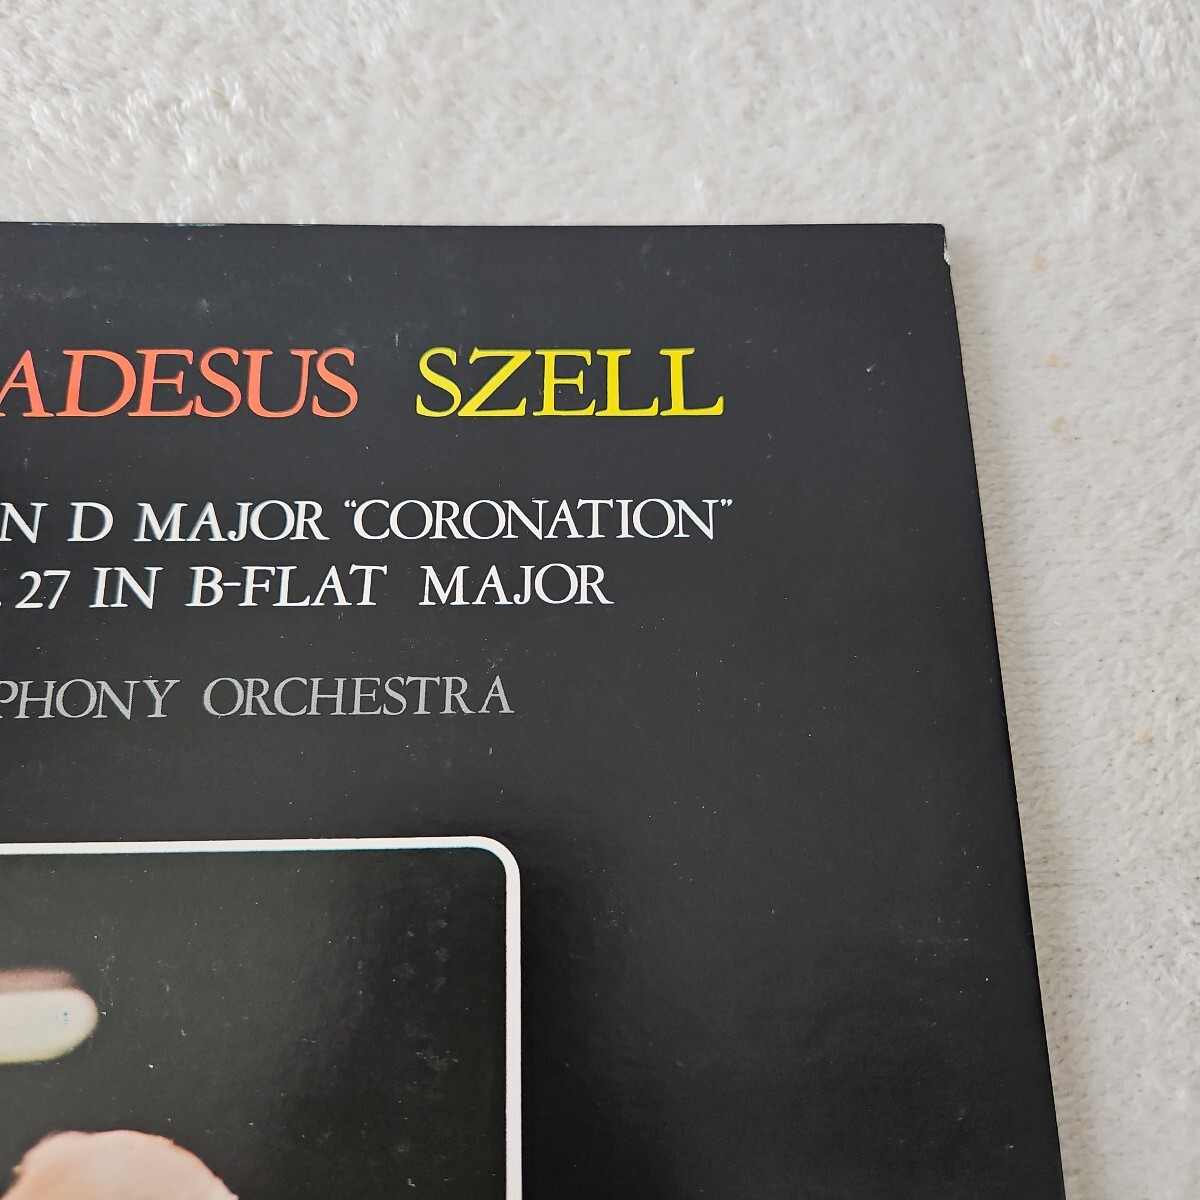 ADESUS SZELL
N D MAJOR “CORONATION”
. 27 IN B-FLAT MAJOR
PHONY ORCHESTRA